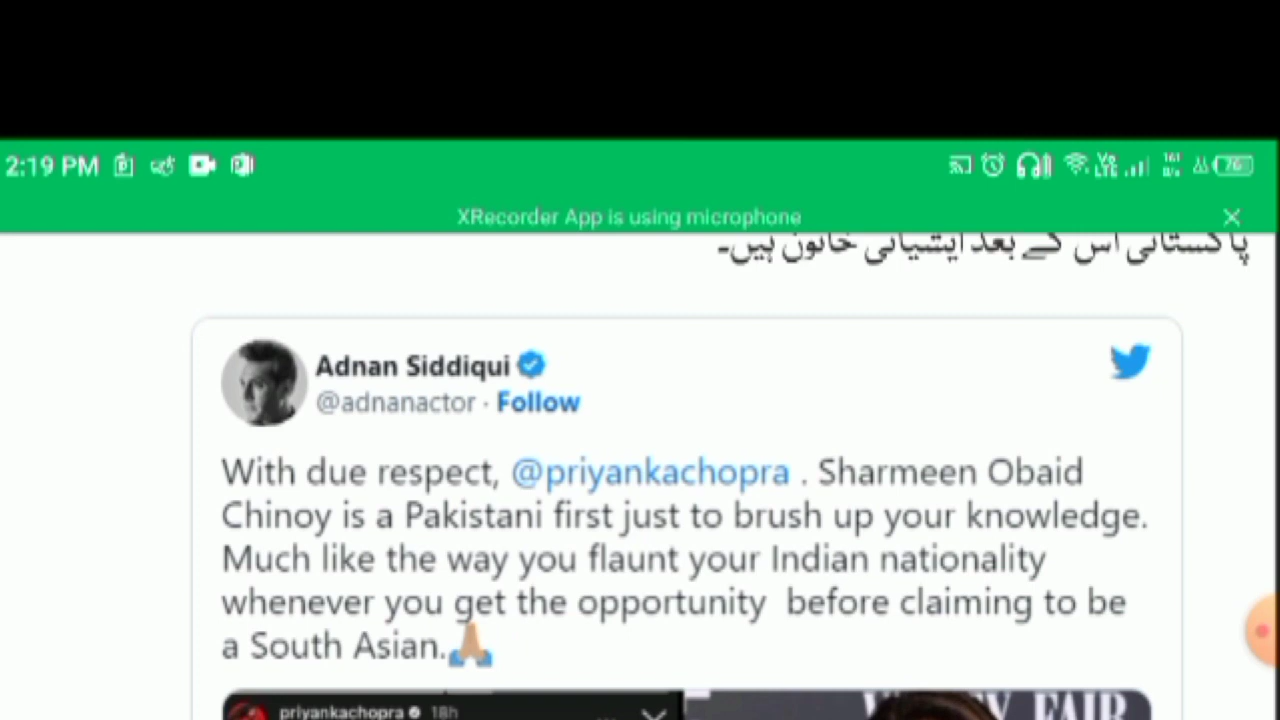 2:19 PM
XRecorder App is using microphone
پاکستانی اس کے بعد ایشیائی خاتون ہیں۔
Adnan Siddiqui
@adnanactor · Follow
With due respect, @priyankachopra . Sharmeen Obaid
Chinoy is a Pakistani first just to brush up your knowledge.
Much like the way you flaunt your Indian nationality
whenever you get the opportunity before claiming to be
a South Asian.🙏🏽
priyankachopra 18h
FAIR